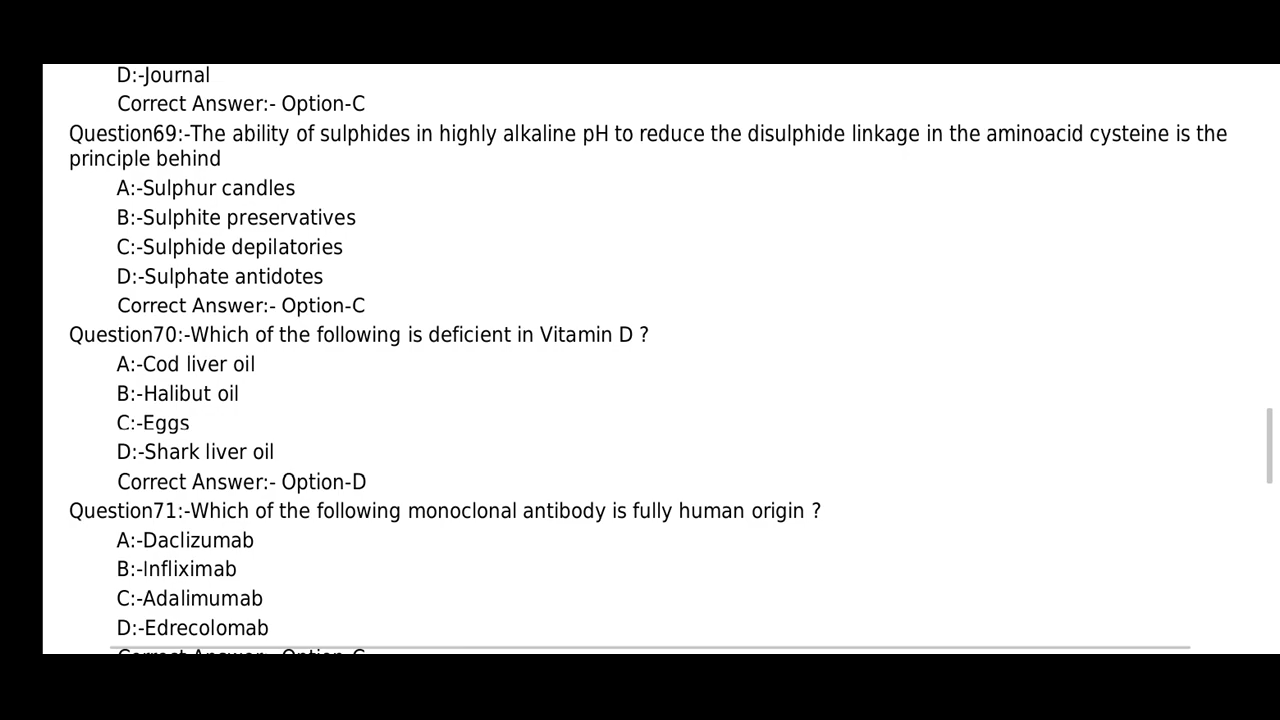 D:-Journal
Correct Answer:- Option-C
Question69:-The ability of sulphides in highly alkaline pH to reduce the disulphide linkage in the aminoacid cysteine is the
principle behind
A:-Sulphur candles
B:-Sulphite preservatives
C:-Sulphide depilatories
D:-Sulphate antidotes
Correct Answer:- Option-C
Question70:-Which of the following is deficient in Vitamin D ?
A:-Cod liver oil
B:-Halibut oil
C:-Eggs
D:-Shark liver oil
Correct Answer:- Option-D
Question71:-Which of the following monoclonal antibody is fully human origin ?
A:-Daclizumab
B:-Infliximab
C:-Adalimumab
D:-Edrecolomab
Correct Answer:- Option-C